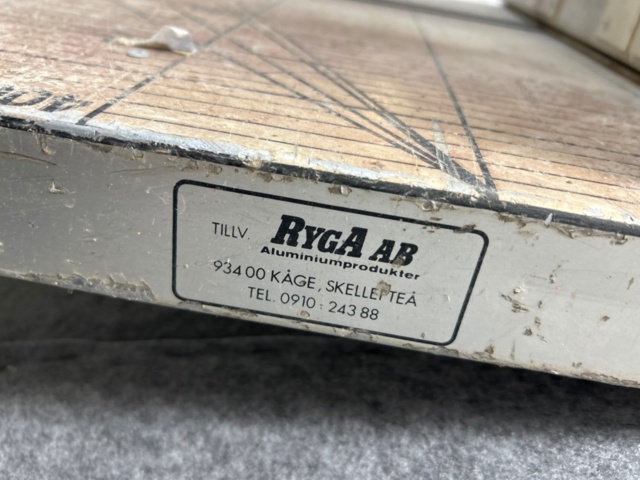 TILLV. RYGA AB
Aluminiumprodukter
934 00 KÅGE, SKELLEFTEÅ
TEL. 0910 : 243 88